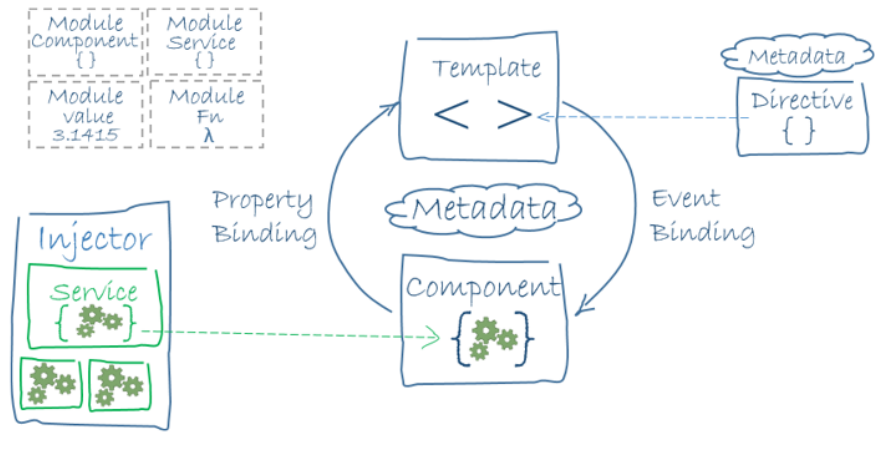 Module
Component
{ }
Module
Service
{ }
Module
value
3.1415
Module
Fn
λ
Template
< >
Metadata
Directive
{ }
Property
Binding
Metadata
Event
Binding
Injector
Service
{ }
Component
{ }